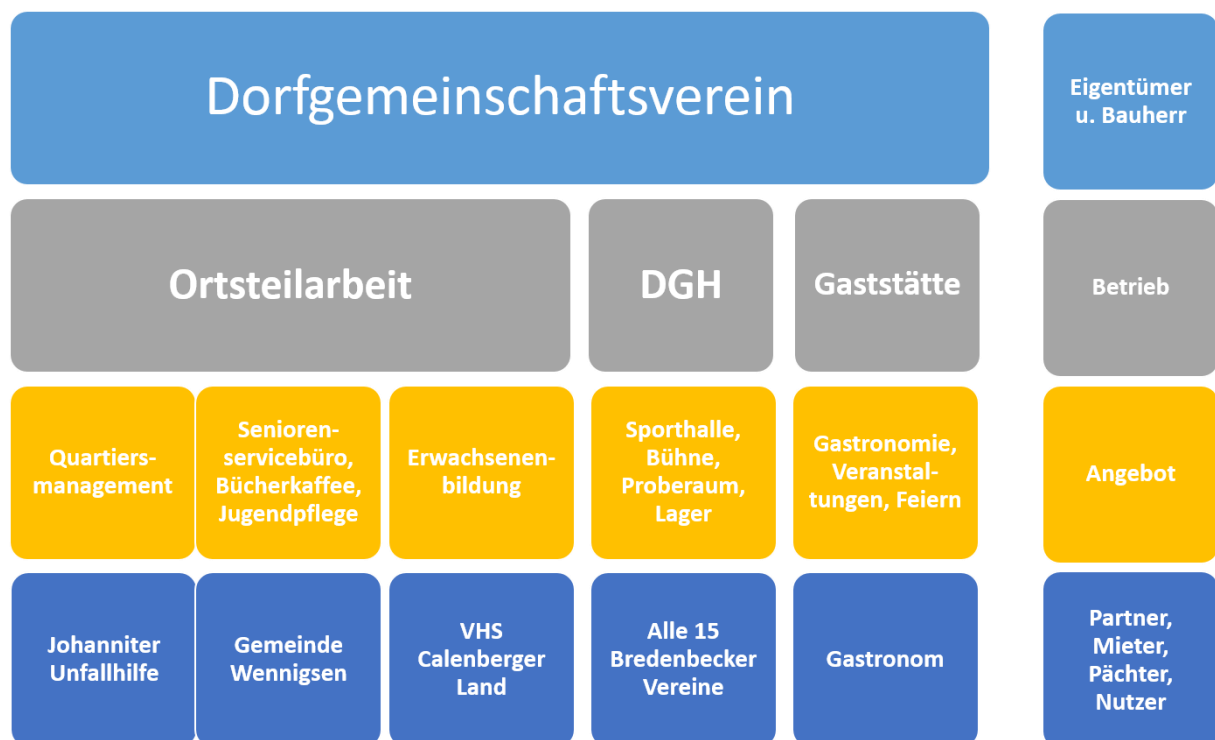 Dorfgemeinschaftsverein
Eigentümer
u. Bauherr
Ortsteilarbeit
DGH
Gaststätte
Betrieb
Quartiers-
management
Senioren-
servicebüro,
Bücherkaffee,
Jugendpflege
Erwachsenen-
bildung
Sporthalle,
Bühne,
Proberaum,
Lager
Gastronomie,
Veranstal-
tungen, Feiern
Angebot
Johanniter
Unfallhilfe
Gemeinde
Wennigsen
VHS
Calenberger
Land
Alle 15
Bredenbecker
Vereine
Gastronom
Partner,
Mieter,
Pächter,
Nutzer